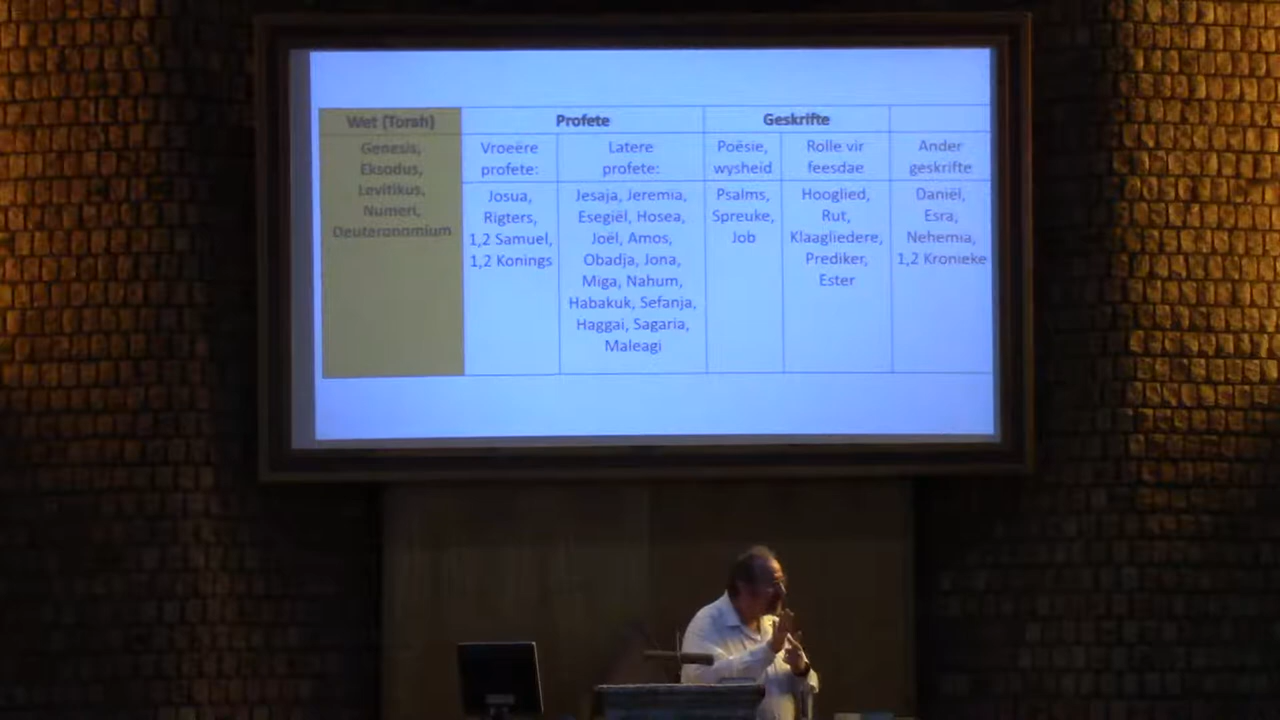 Wet (Torah)
Profete
Geskrifte
Genesis,
Eksodus,
Levitikus,
Numeri,
Deuteronomium
Vroeëre
profete:
Latere
profete:
Poësie,
wysheid
Rolle vir
feesdae
Ander
geskrifte
Josua,
Rigters,
1,2 Samuel,
1,2 Konings
Jesaja, Jeremia,
Esegiël, Hosea,
Joël, Amos,
Obadja, Jona,
Miga, Nahum,
Habakuk, Sefanja,
Haggai, Sagaria,
Maleagi
Psalms,
Spreuke,
Job
Hooglied,
Rut,
Klaagliedere,
Prediker,
Ester
Daniël,
Esra,
Nehemia,
1,2 Kronieke